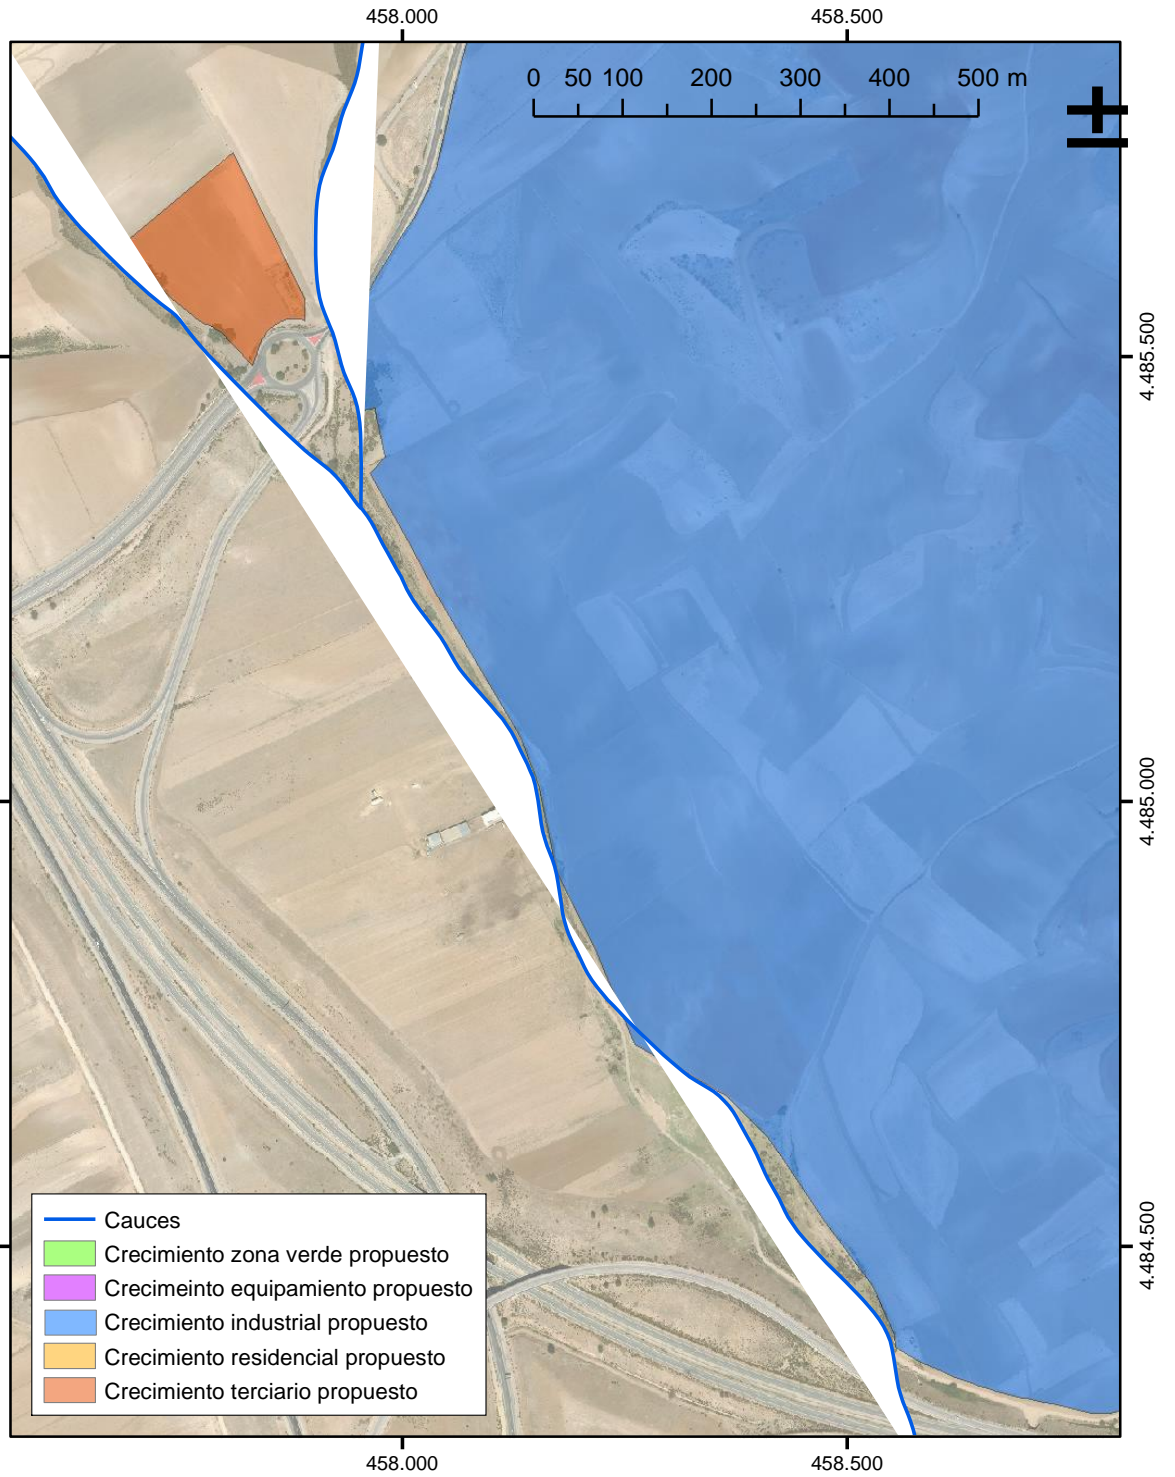 458.000 458.500
0 50 100 200 300 400 500 m
4.485.500
4.485.000
4.484.500
Cauces
Crecimiento zona verde propuesto
Crecimeinto equipamiento propuesto
Crecimiento industrial propuesto
Crecimiento residencial propuesto
Crecimiento terciario propuesto
458.000 458.500